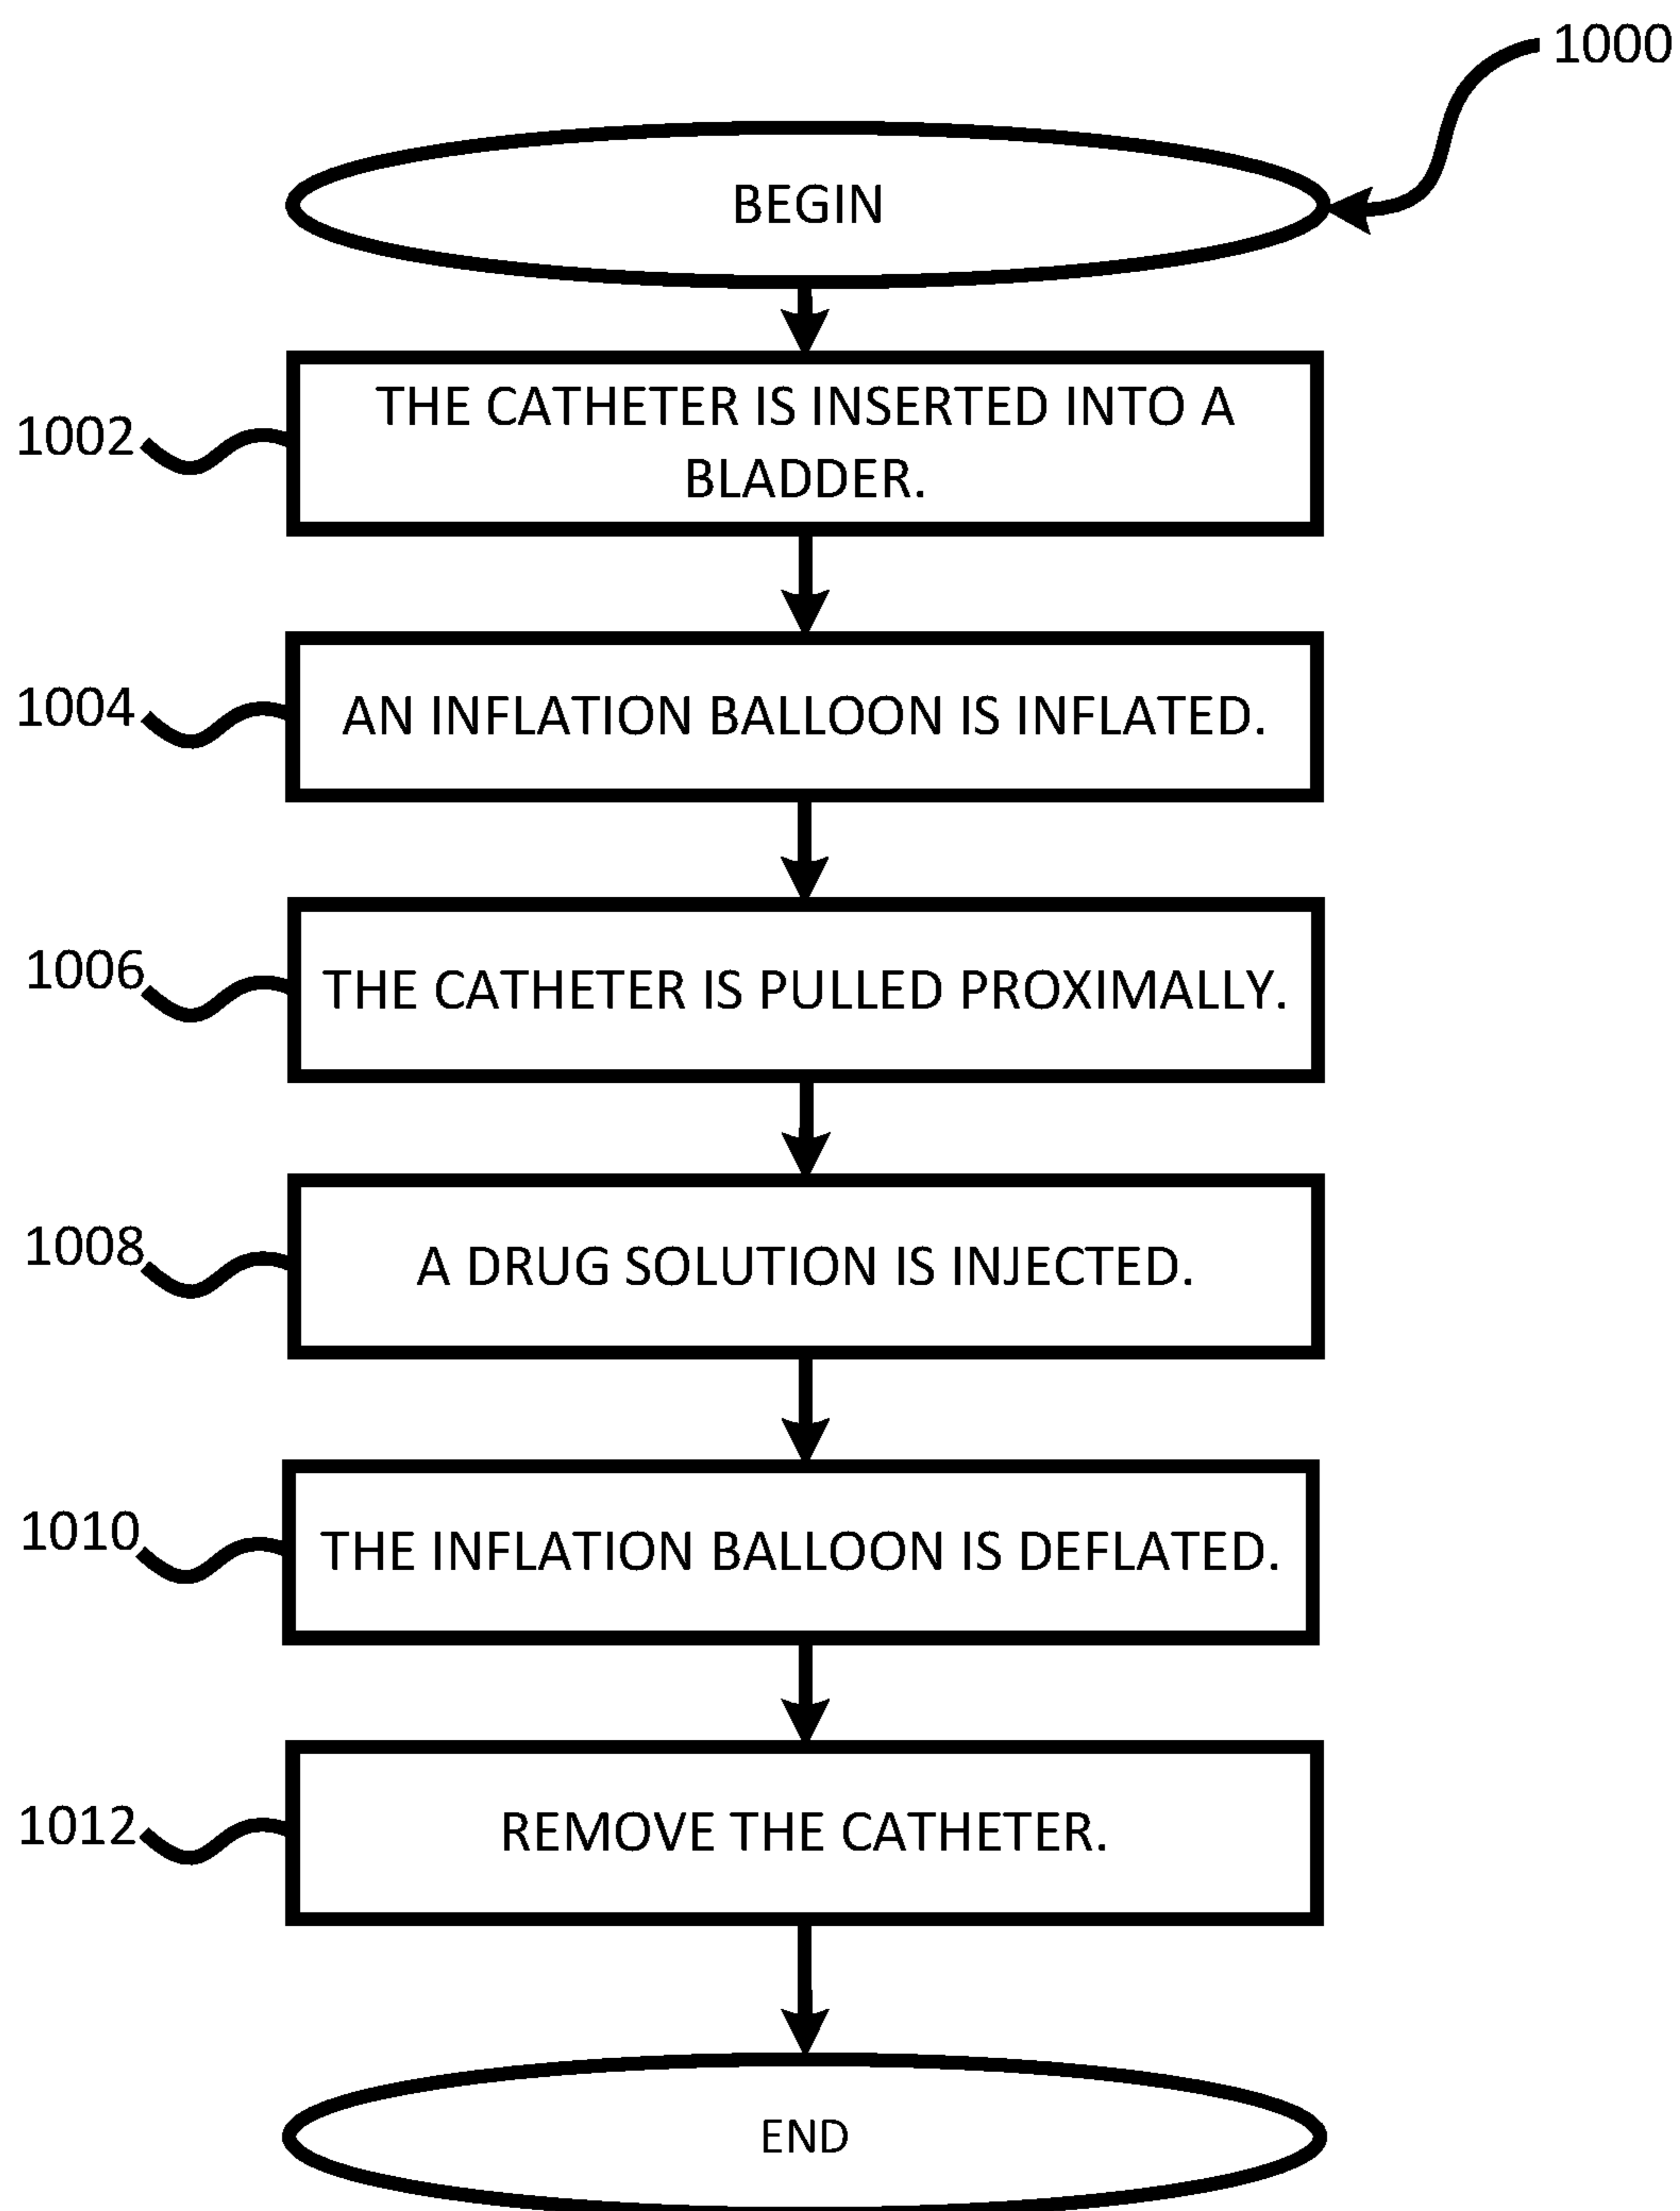 1000
BEGIN
1002
THE CATHETER IS INSERTED INTO A
BLADDER.
1004
AN INFLATION BALLOON IS INFLATED.
1006
THE CATHETER IS PULLED PROXIMALLY.
1008
A DRUG SOLUTION IS INJECTED.
1010
THE INFLATION BALLOON IS DEFLATED.
1012
REMOVE THE CATHETER.
END